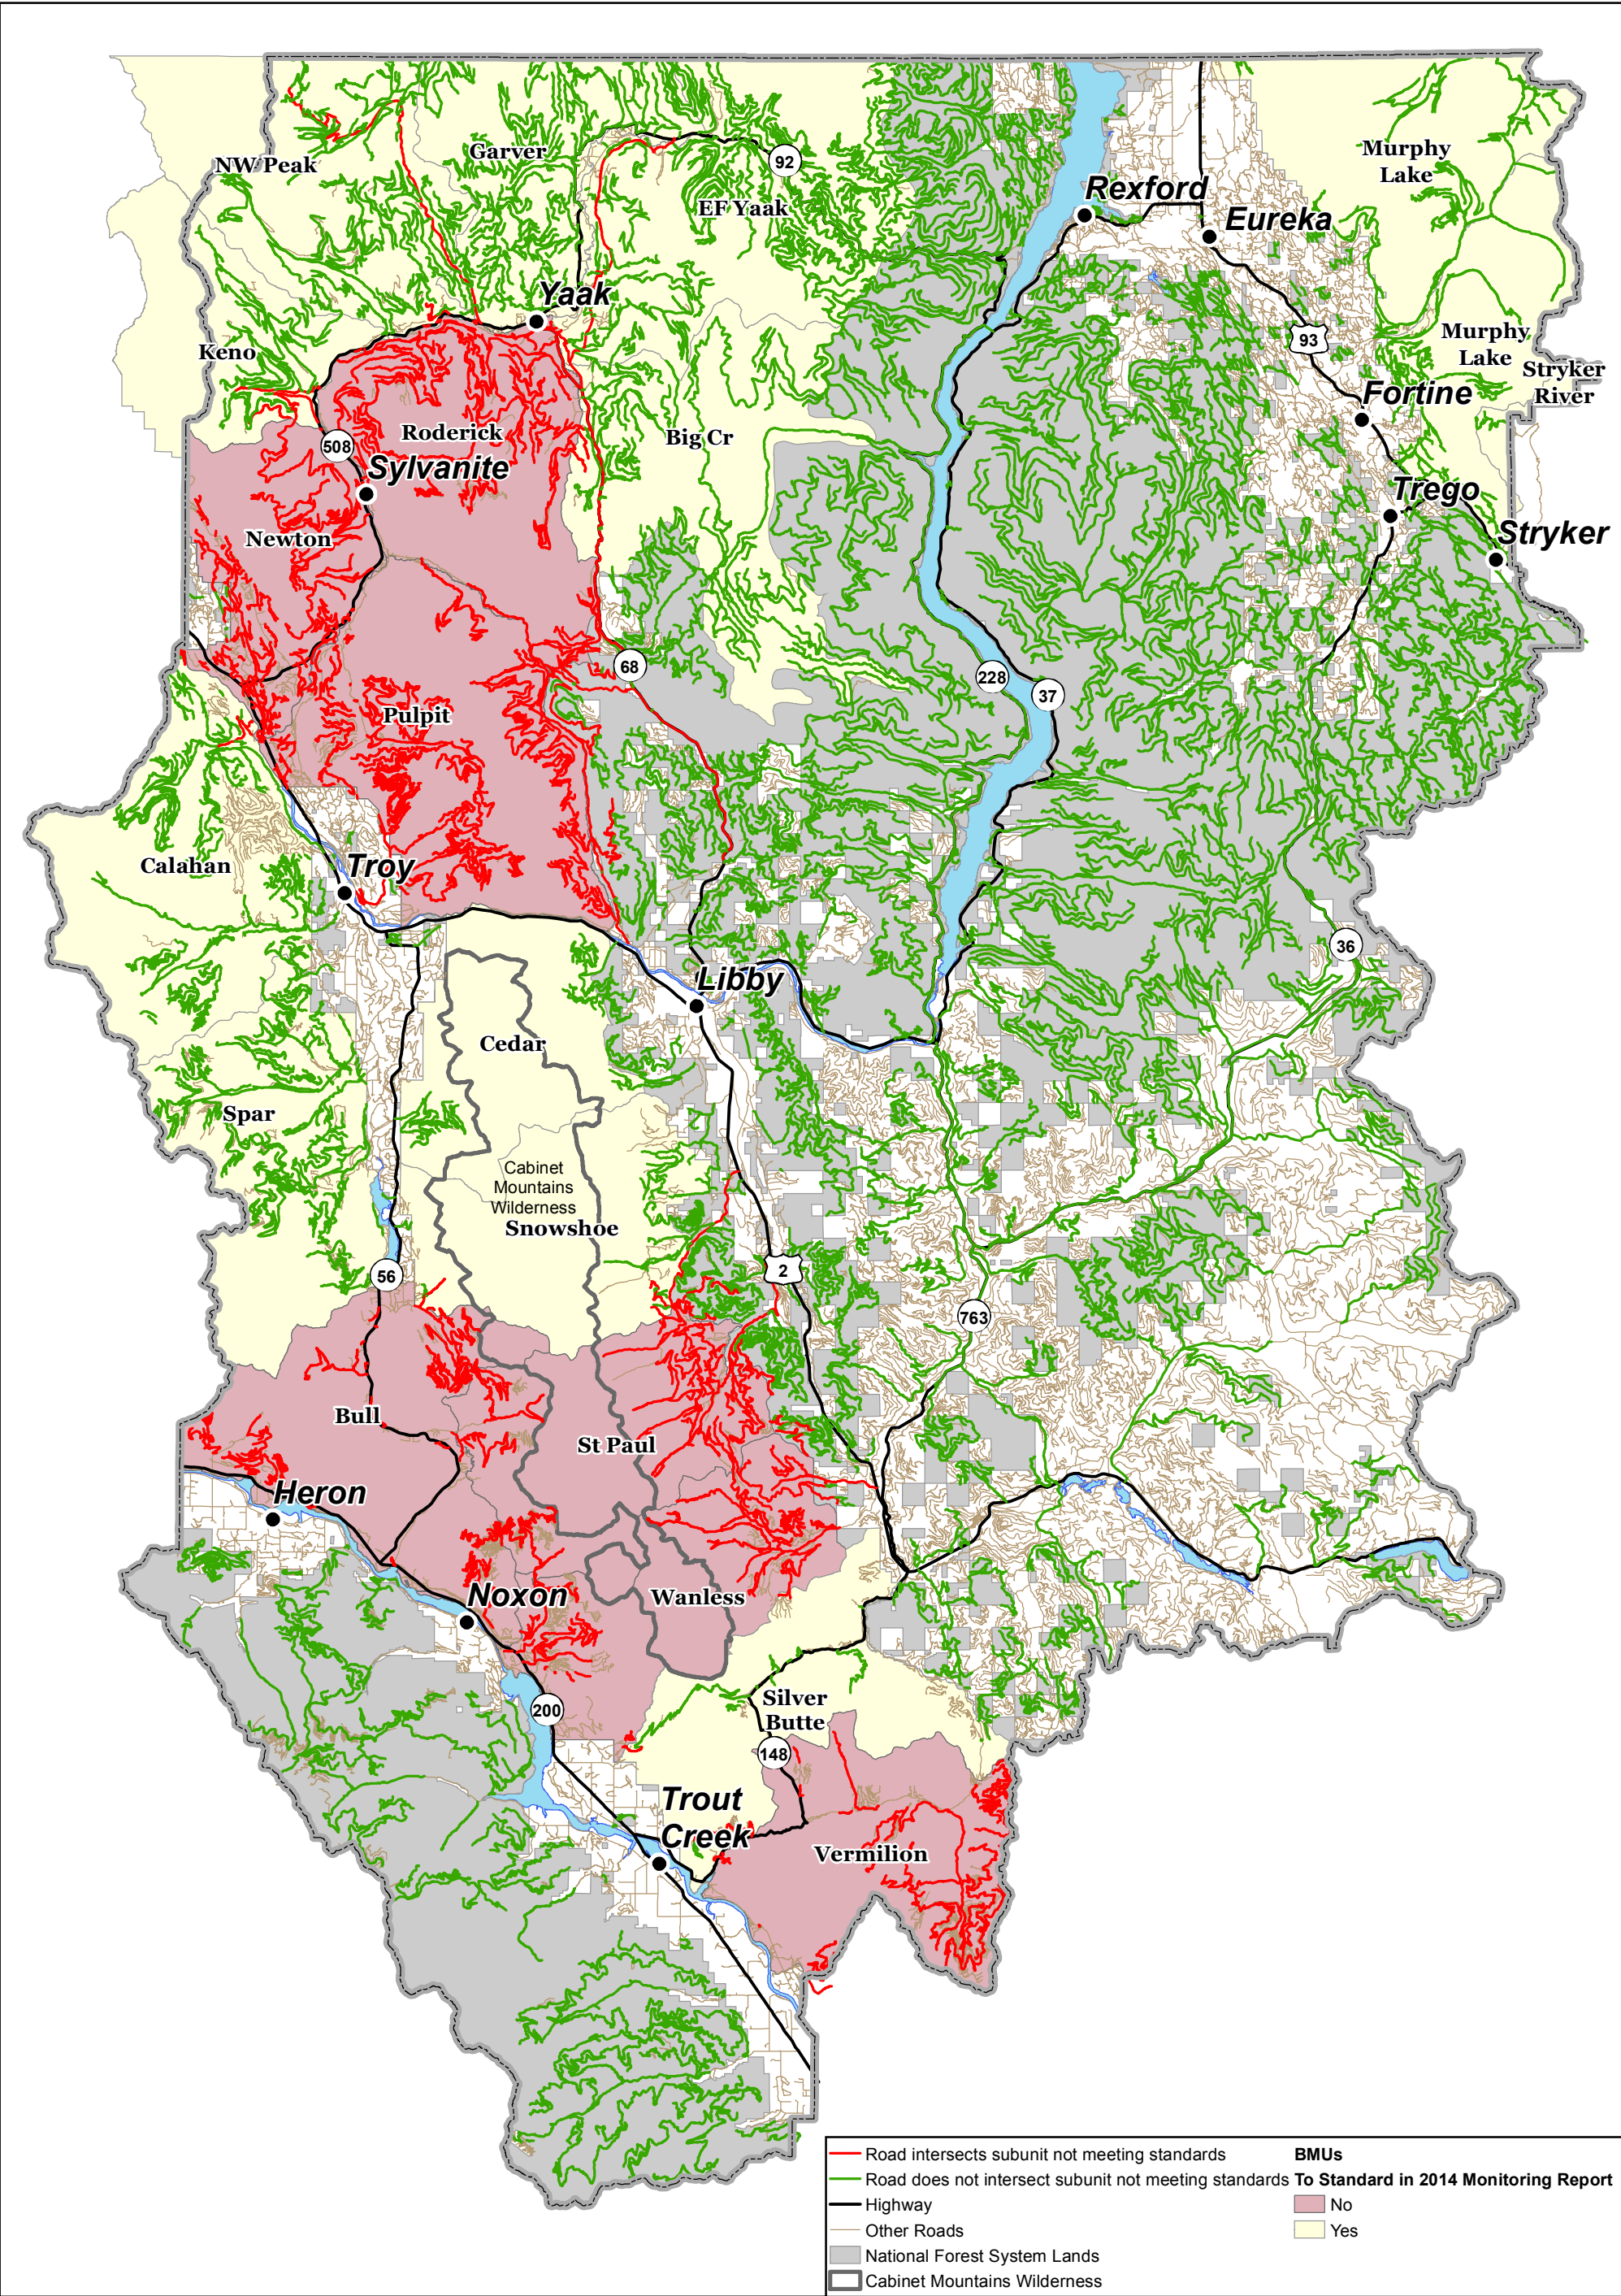 NW Peak
Garver
92
EF Yaak
Murphy
Lake
Rexford
Eureka
Yaak
Keno
93
Murphy
Lake
Stryker
River
Fortine
Roderick
Big Cr
508
Sylvanite
Trego
Newton
Stryker
68
228
37
Pulpit
Calahan
Troy
36
Libby
Cedar
Spar
Cabinet
Mountains
Wilderness
Snowshoe
56
2
763
Bull
St Paul
Heron
Noxon
Wanless
200
Silver
Butte
148
Trout
Creek
Vermilion
Road intersects subunit not meeting standards
Road does not intersect subunit not meeting standards
Highway
Other Roads
National Forest System Lands
Cabinet Mountains Wilderness
BMUs
To Standard in 2014 Monitoring Report
No
Yes